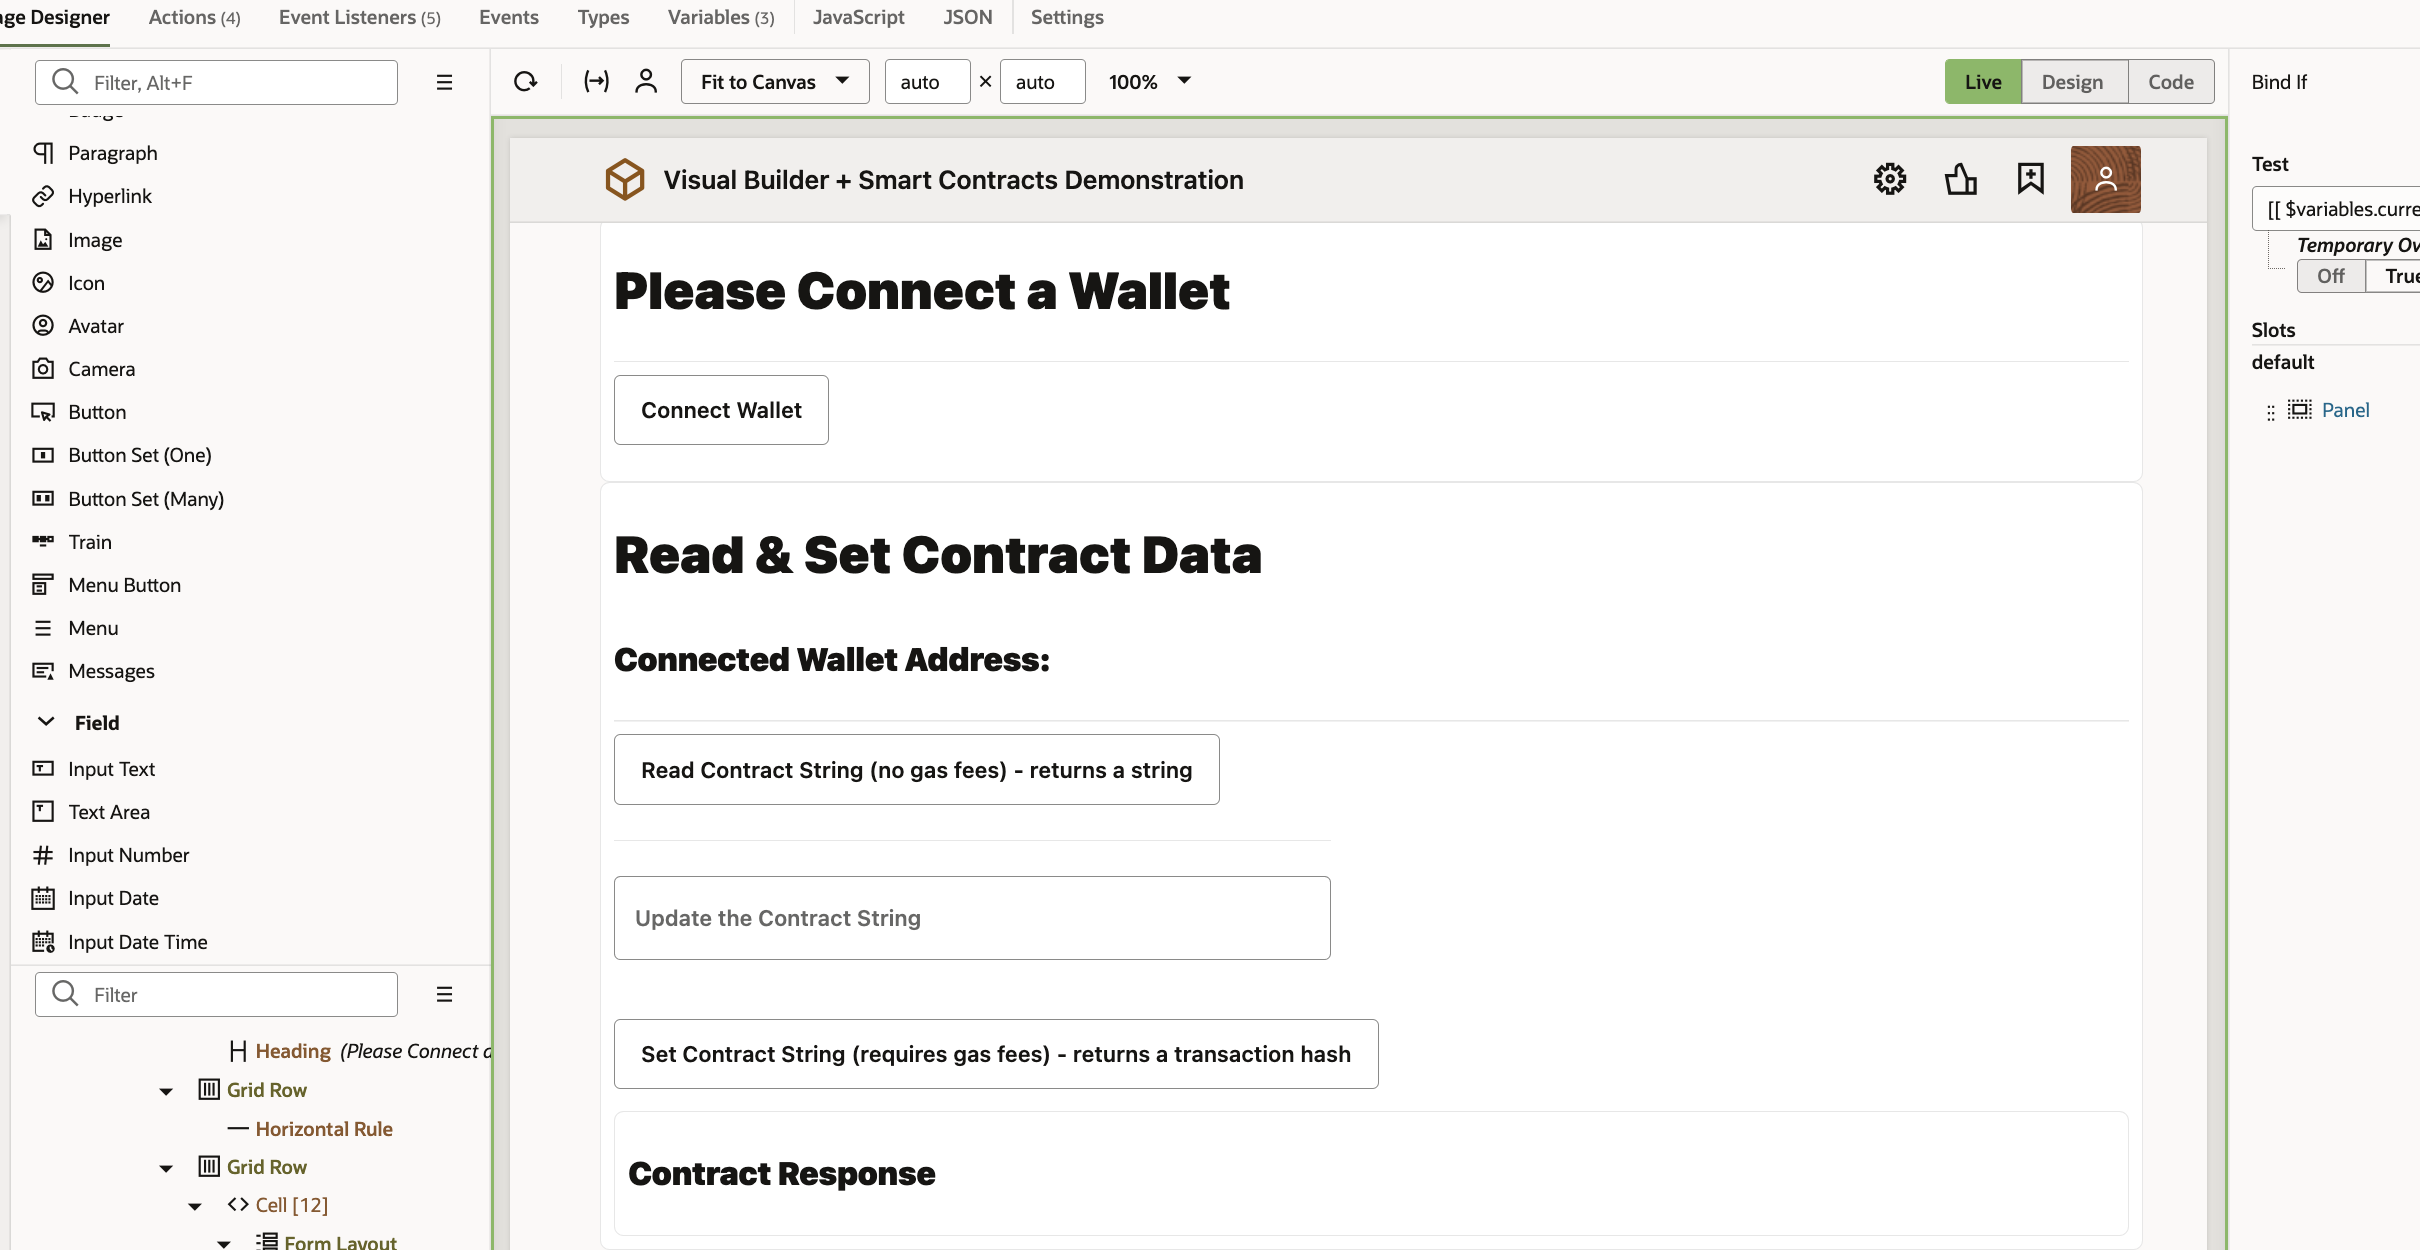 ge Designer
Actions (4)
Event Listeners (5)
Events
Types
Variables (3)
JavaScript
JSON
Settings
Filter, Alt+F
Paragraph
Hyperlink
Image
Icon
Avatar
Camera
Button
Button Set (One)
Button Set (Many)
Train
Menu Button
Menu
Messages
Field
Input Text
Text Area
Input Number
Input Date
Input Date Time
Filter
Heading (Please Connect a
Grid Row
Horizontal Rule
Grid Row
Cell [12]
Form Layout
Fit to Canvas
auto × auto
100%
Live
Design
Code
Visual Builder + Smart Contracts Demonstration
Please Connect a Wallet
Connect Wallet
Read & Set Contract Data
Connected Wallet Address:
Read Contract String (no gas fees) - returns a string
Update the Contract String
Set Contract String (requires gas fees) - returns a transaction hash
Contract Response
Bind If
Test
[[ $variables.curre
Temporary Ov
Off
True
Slots
default
Panel